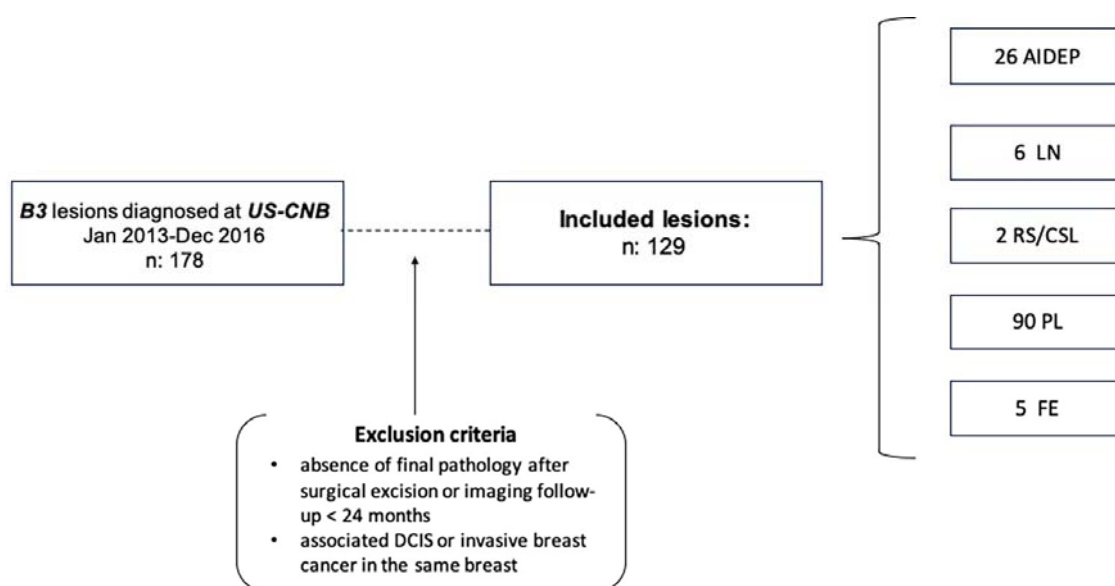 B3 lesions diagnosed at US-CNB
Jan 2013-Dec 2016
n: 178
Included lesions:
n: 129
Exclusion criteria
• absence of final pathology after
surgical excision or imaging follow-
up < 24 months
• associated DCIS or invasive breast
cancer in the same breast
26 AIDEP
6 LN
2 RS/CSL
90 PL
5 FE